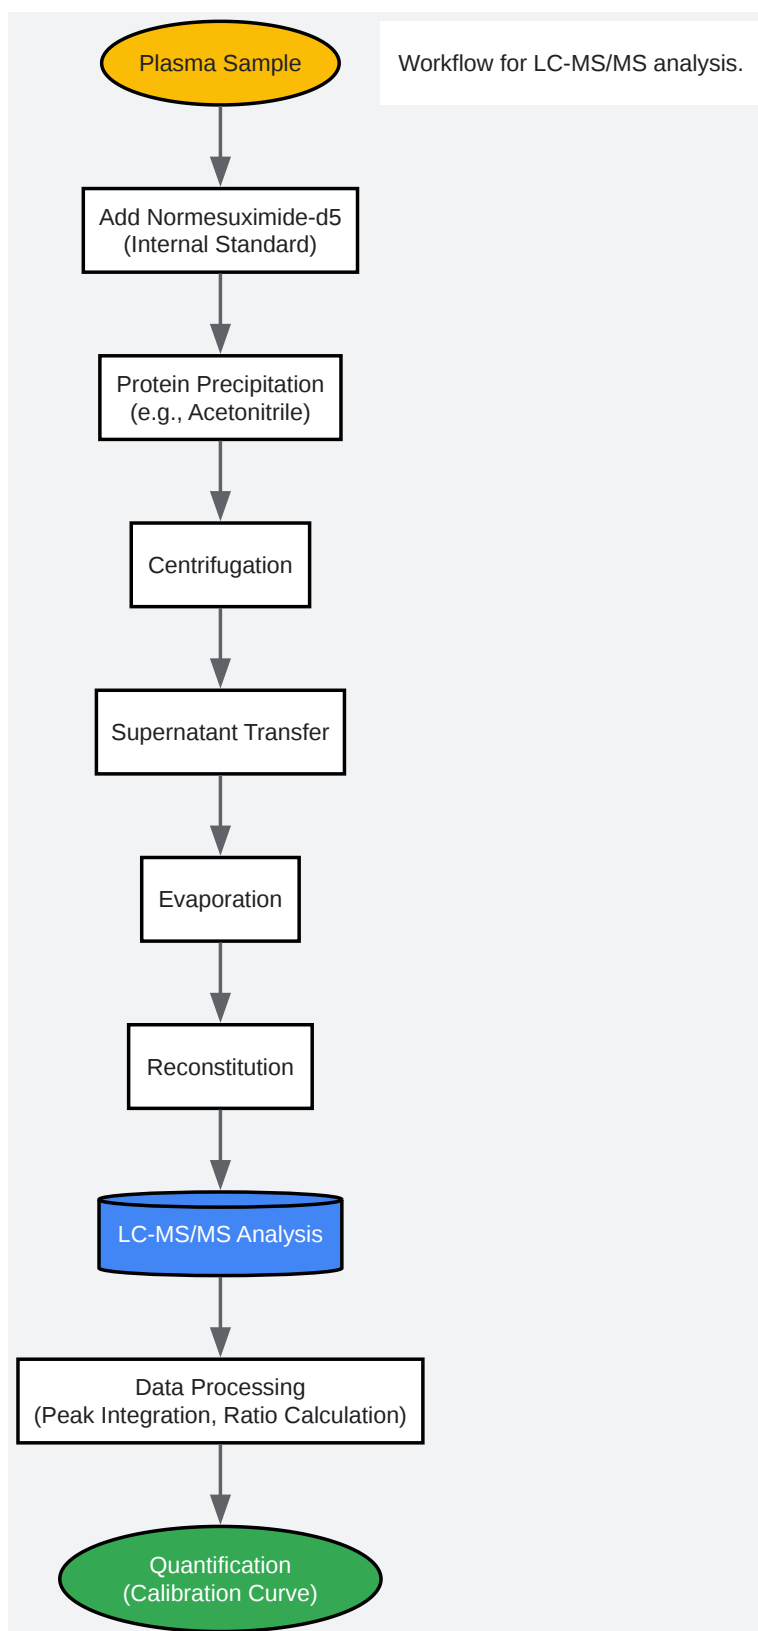 Plasma Sample
Workflow for LC-MS/MS analysis.
Add Normesuximide-d5
(Internal Standard)
Protein Precipitation
(e.g., Acetonitrile)
Centrifugation
Supernatant Transfer
Evaporation
Reconstitution
LC-MS/MS Analysis
Data Processing
(Peak Integration, Ratio Calculation)
Quantification
(Calibration Curve)